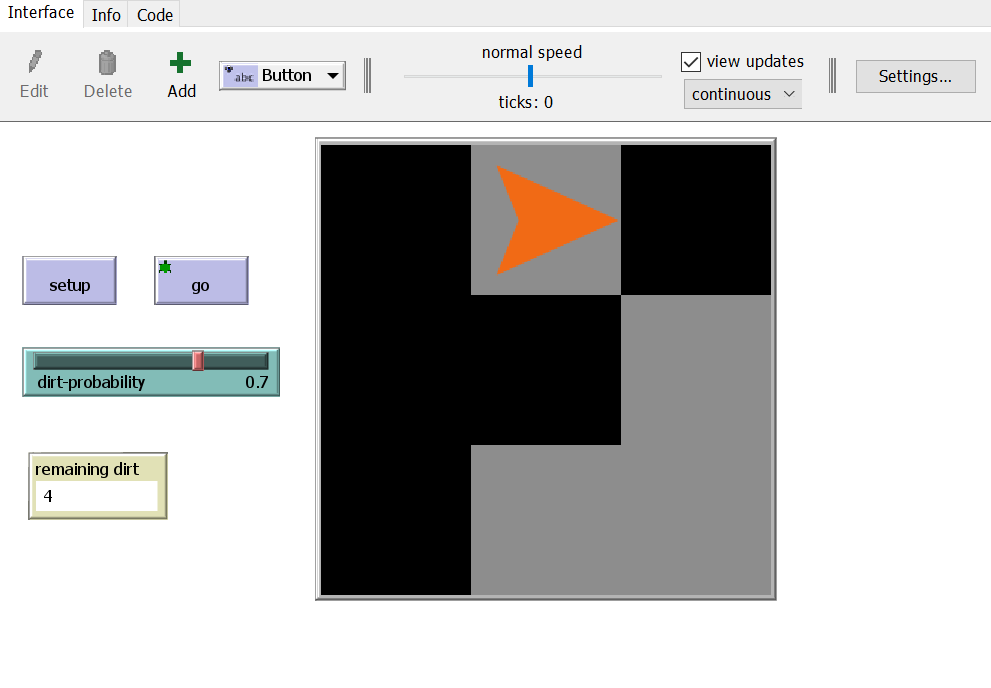 Interface Info Code
Edit Delete Add abc Button normal speed view updates Settings...
ticks: 0 continuous
setup go
dirt-probability 0.7
remaining dirt
4